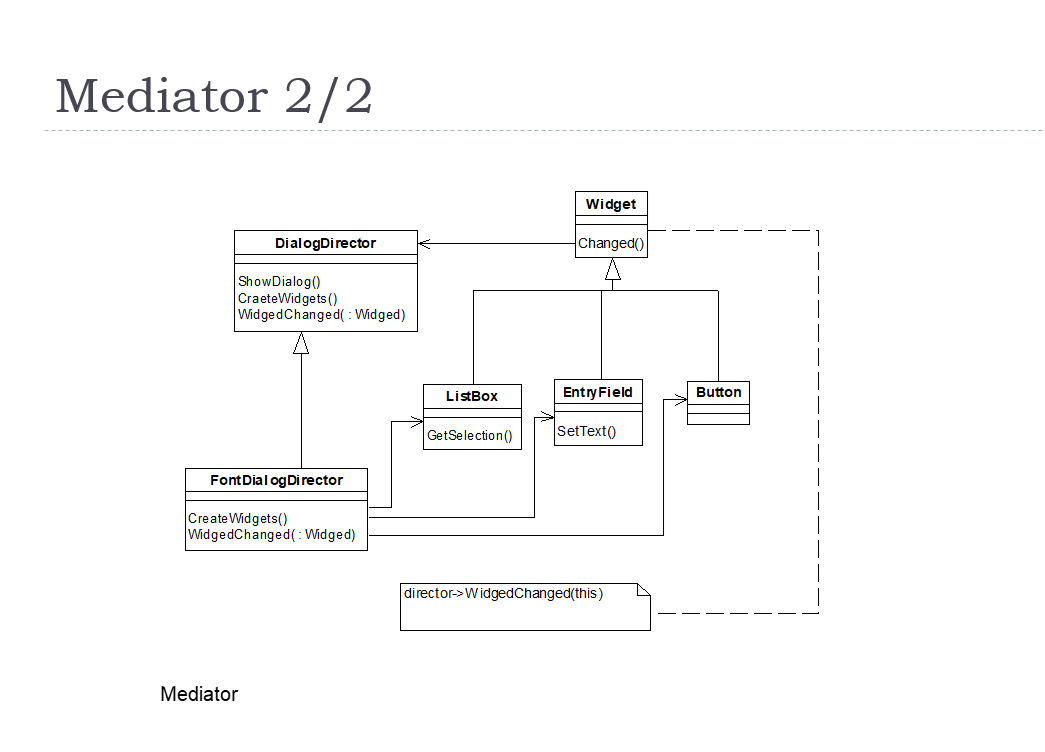 Mediator 2/2
Widget
Changed()
DialogDirector
ShowDialog()
CraeteWidgets()
WidgedChanged( : Widged)
ListBox
GetSelection()
EntryField
SetText()
Button
FontDialogDirector
CreateWidgets()
WidgedChanged( : Widged)
director->WidgedChanged(this)
Mediator